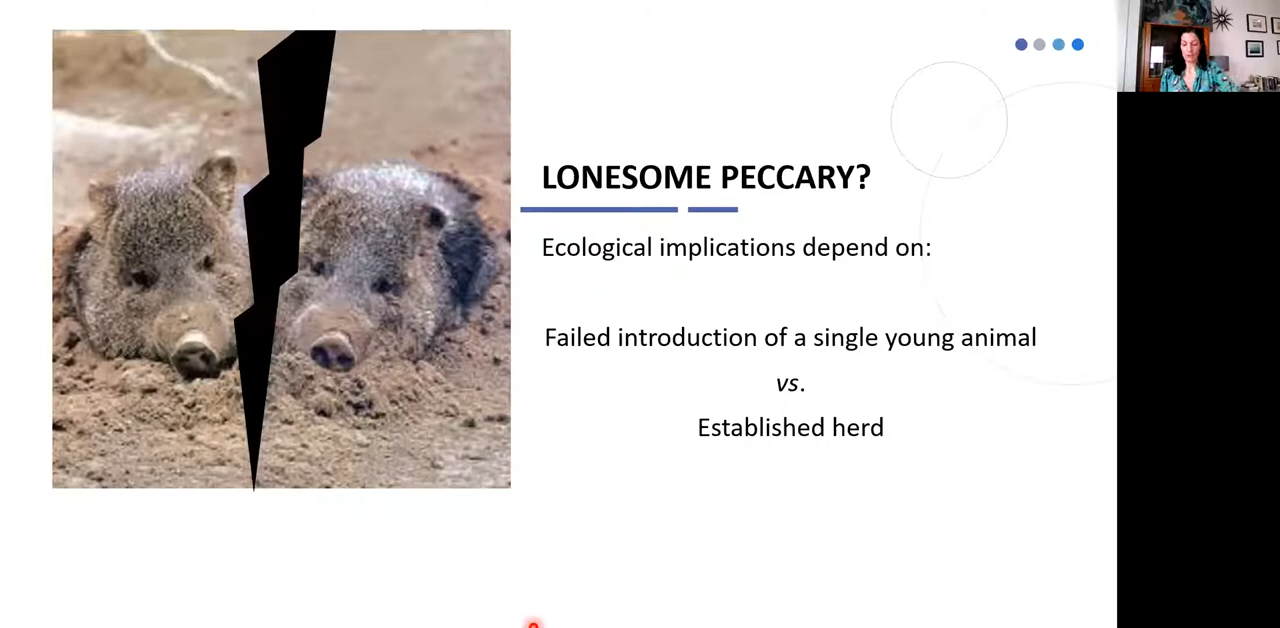 LONESOME PECCARY?
Ecological implications depend on:
Failed introduction of a single young animal
vs.
Established herd